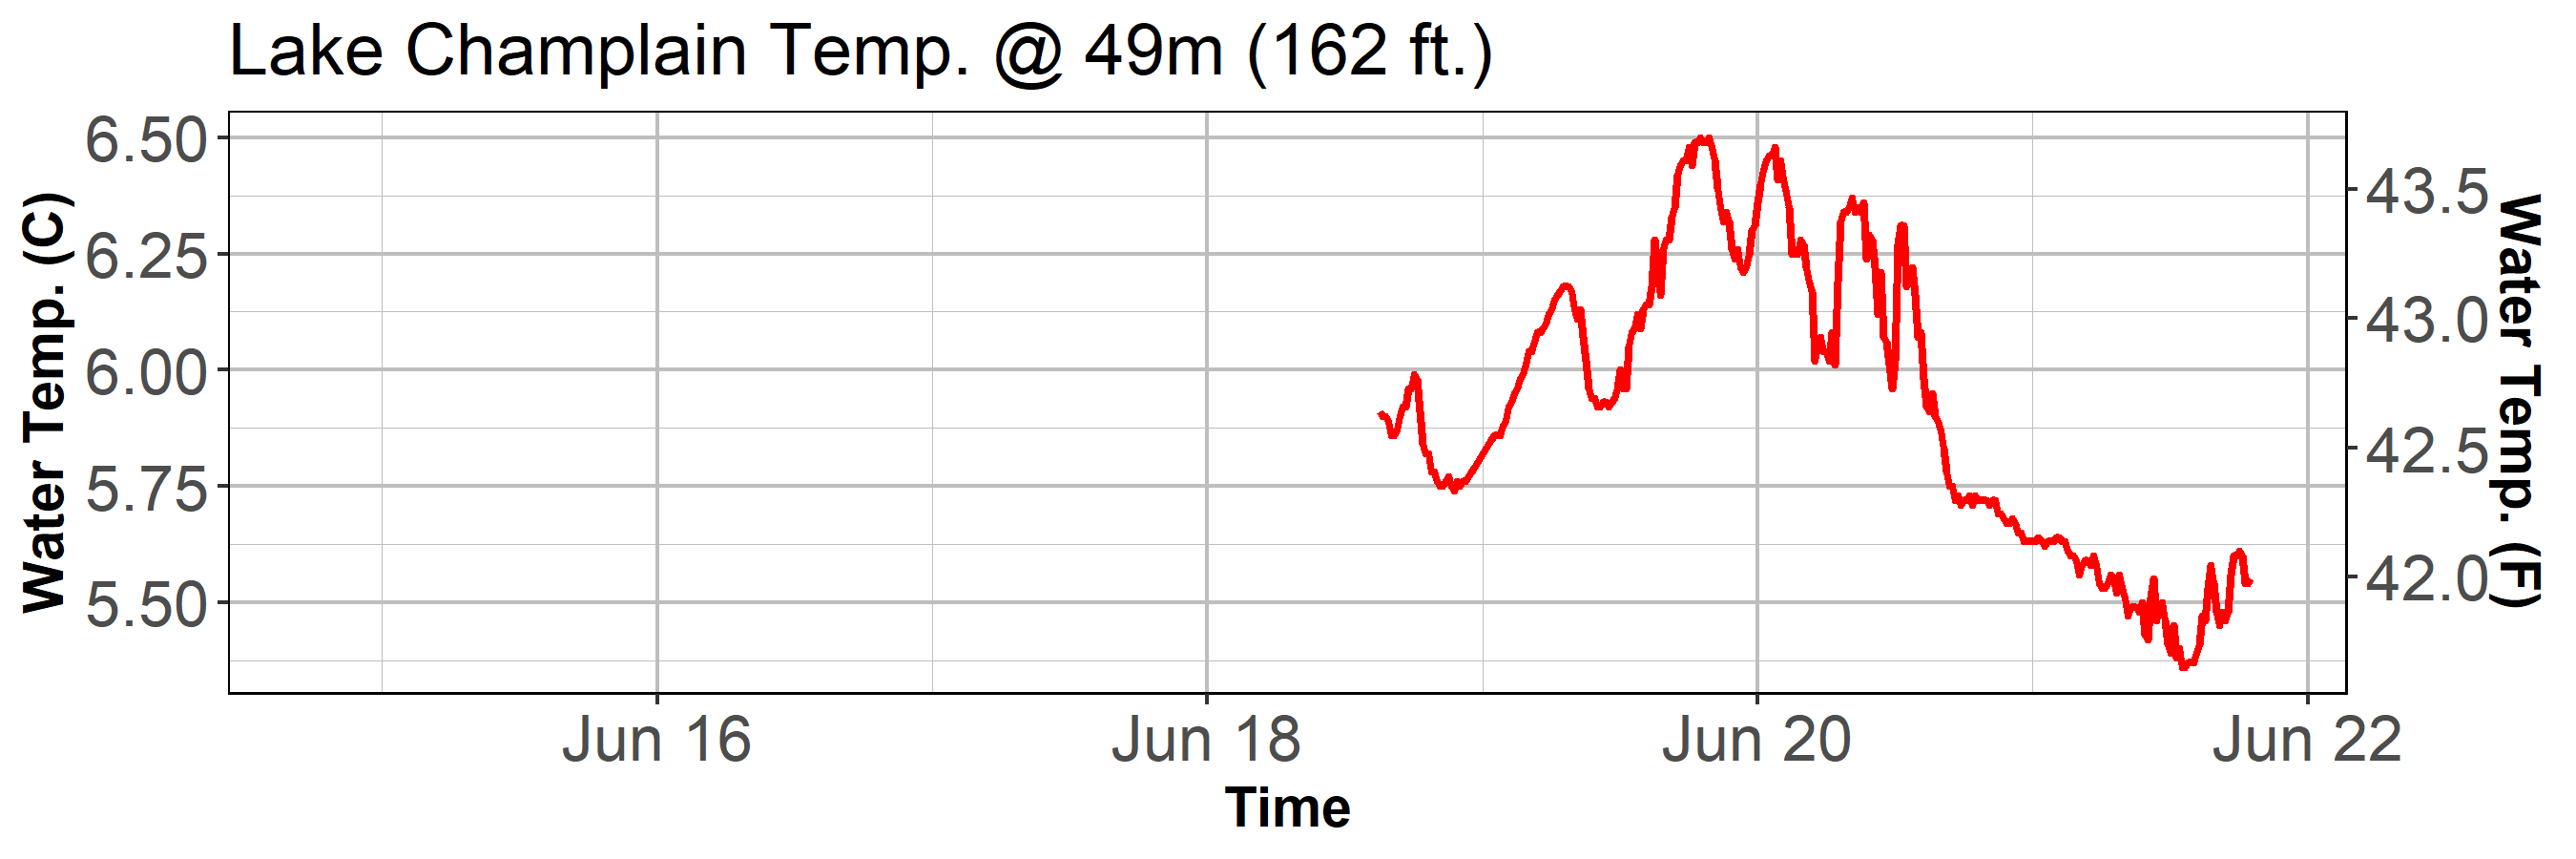 Lake Champlain Temp. @ 49m (162 ft.)
Water Temp. (C)
6.50
6.25
6.00
5.75
5.50
43.5
43.0
42.5
42.0
Water Temp. (F)
Jun 16 Jun 18 Jun 20 Jun 22
Time